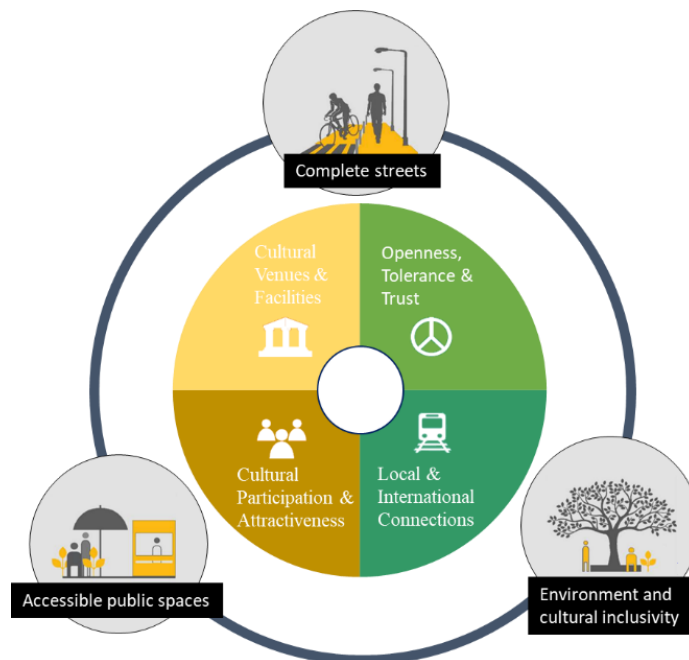 Complete streets
Cultural
Venues &
Facilities
Openness,
Tolerance &
Trust
Cultural
Participation &
Attractiveness
Local &
International
Connections
Accessible public spaces
Environment and
cultural inclusivity